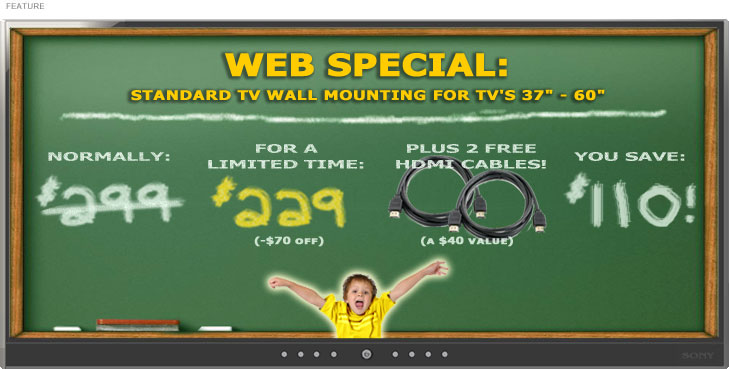 FEATURE
WEB SPECIAL:
STANDARD TV WALL MOUNTING FOR TV'S 37" - 60"
NORMALLY:
$299
FOR A
LIMITED TIME:
$229
(-$70 OFF)
PLUS 2 FREE
HDMI CABLES!
(A $40 VALUE)
YOU SAVE:
$110!
SONY